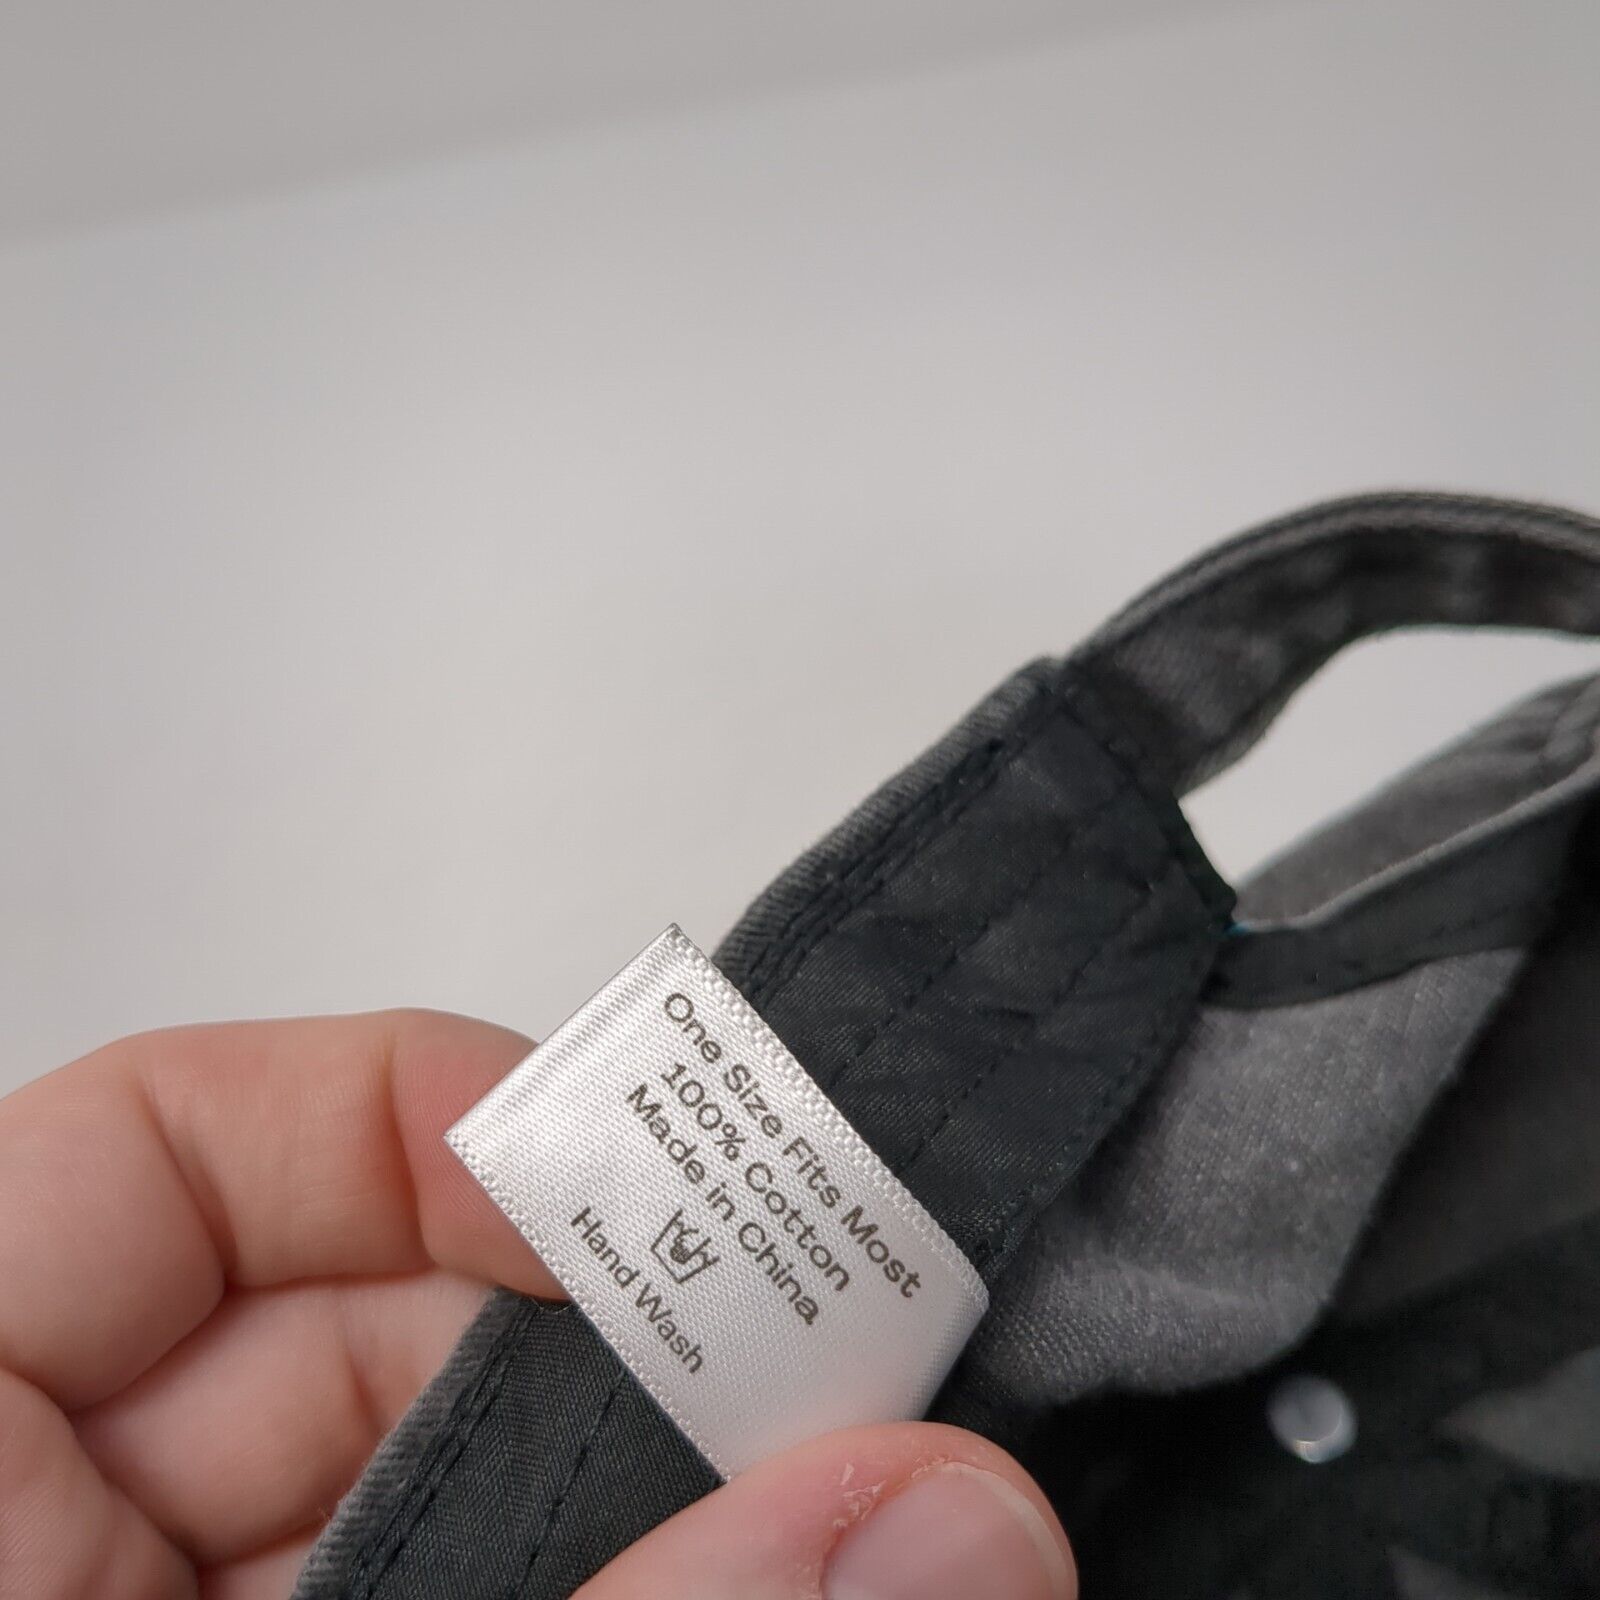 One Size Fits Most
100% Cotton
Made in China
Hand Wash